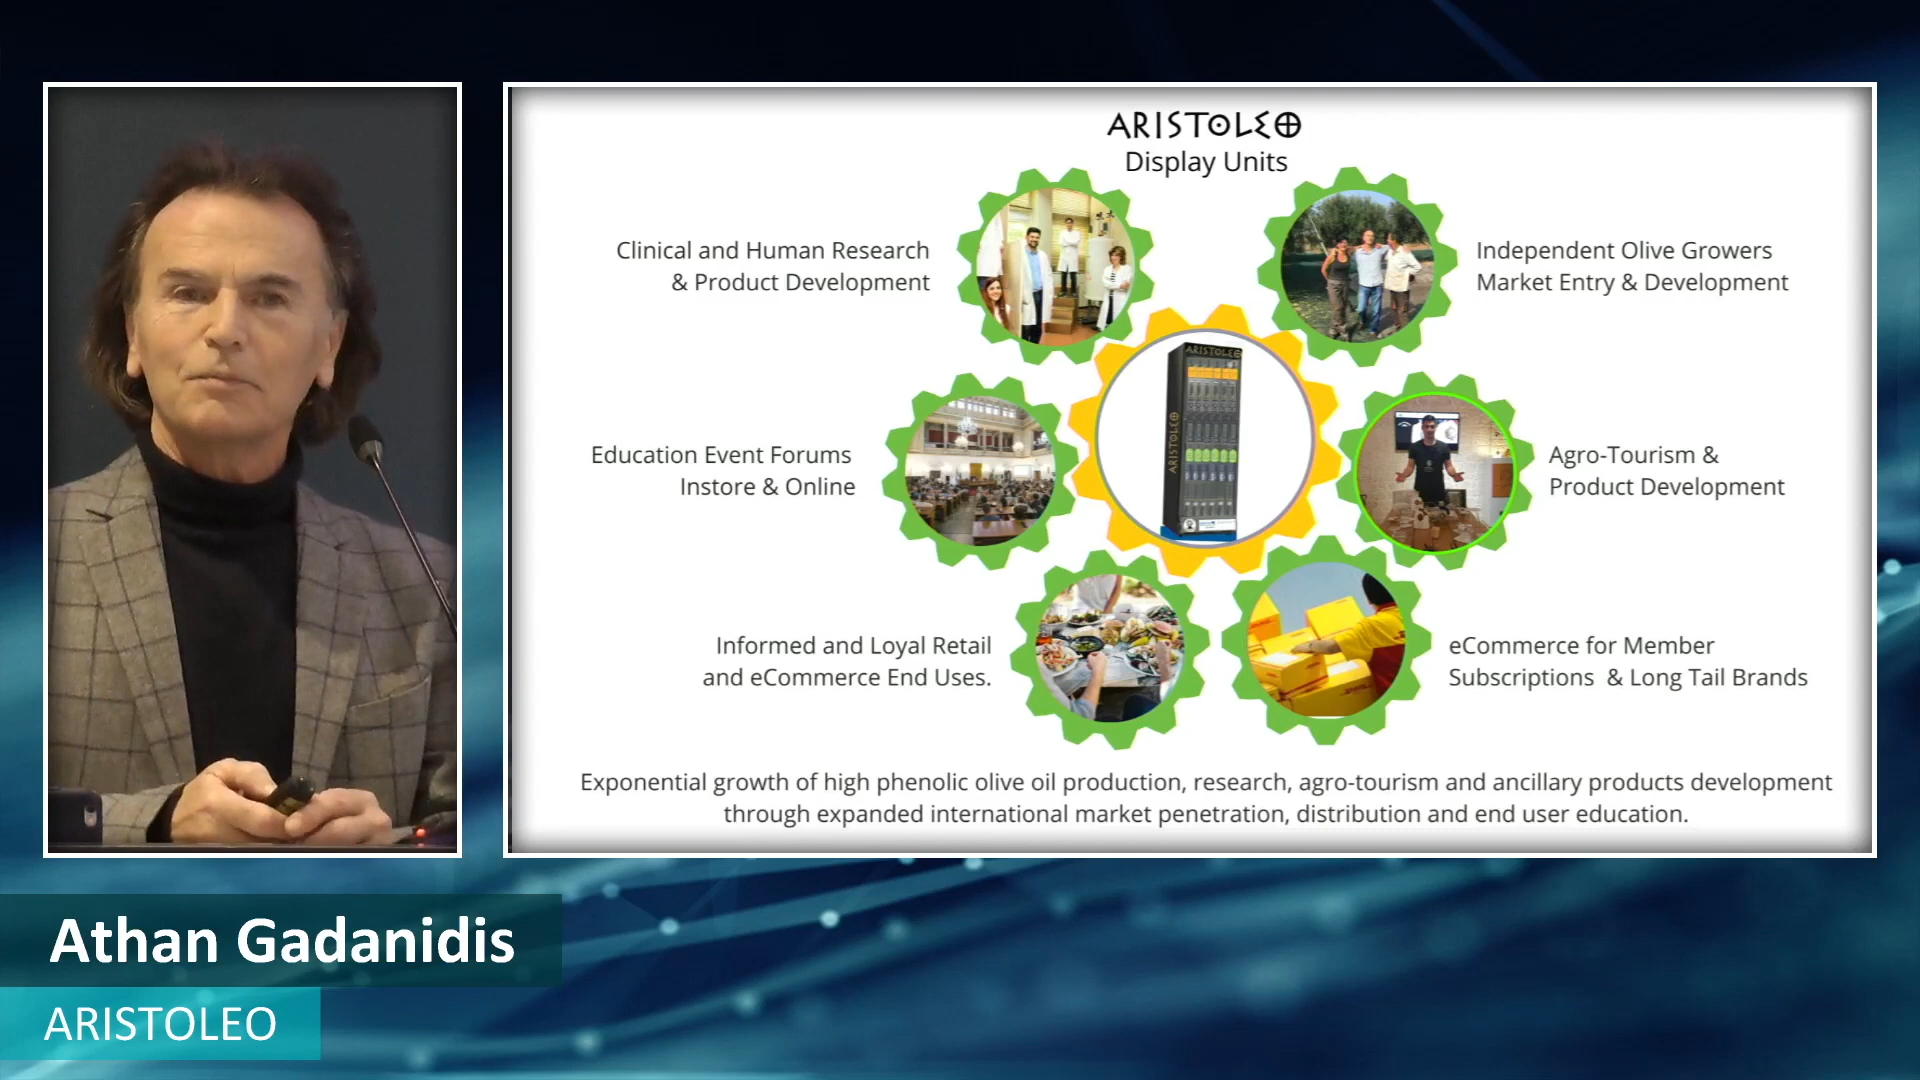 ARISTOLEO
Display Units
Clinical and Human Research
& Product Development
Independent Olive Growers
Market Entry & Development
ARISTOLEO
ARISTOLEO
Education Event Forums
Instore & Online
Agro-Tourism &
Product Development
Informed and Loyal Retail
and eCommerce End Uses.
eCommerce for Member
Subscriptions & Long Tail Brands
Exponential growth of high phenolic olive oil production, research, agro-tourism and ancillary products development
through expanded international market penetration, distribution and end user education.
Athan Gadanidis
ARISTOLEO